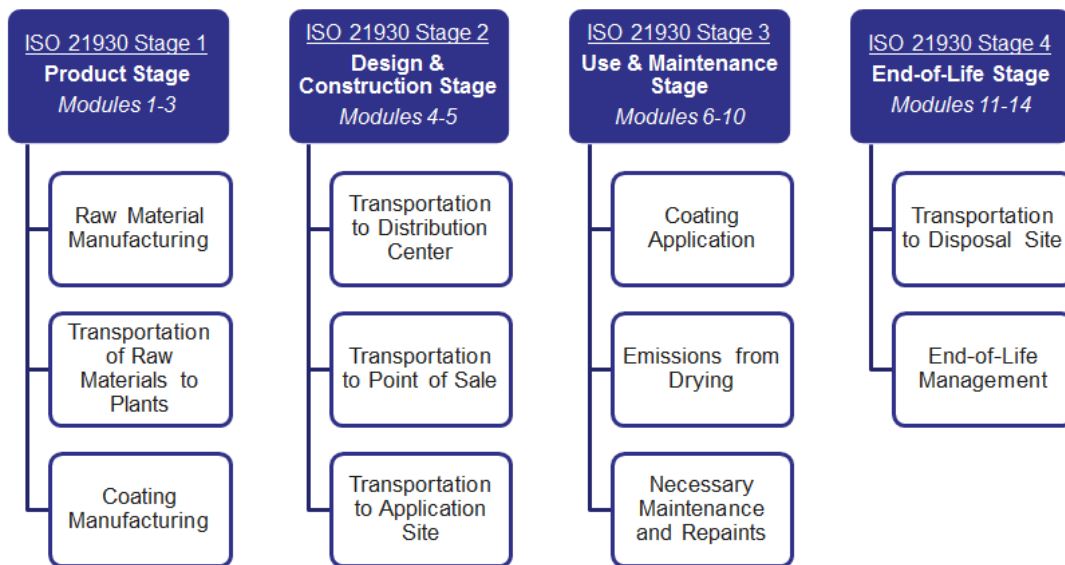 ISO 21930 Stage 1
Product Stage
Modules 1-3
Raw Material
Manufacturing
Transportation
of Raw
Materials to
Plants
Coating
Manufacturing
ISO 21930 Stage 2
Design &
Construction Stage
Modules 4-5
Transportation
to Distribution
Center
Transportation
to Point of Sale
Transportation
to Application
Site
ISO 21930 Stage 3
Use & Maintenance
Stage
Modules 6-10
Coating
Application
Emissions from
Drying
Necessary
Maintenance
and Repaints
ISO 21930 Stage 4
End-of-Life Stage
Modules 11-14
Transportation
to Disposal Site
End-of-Life
Management